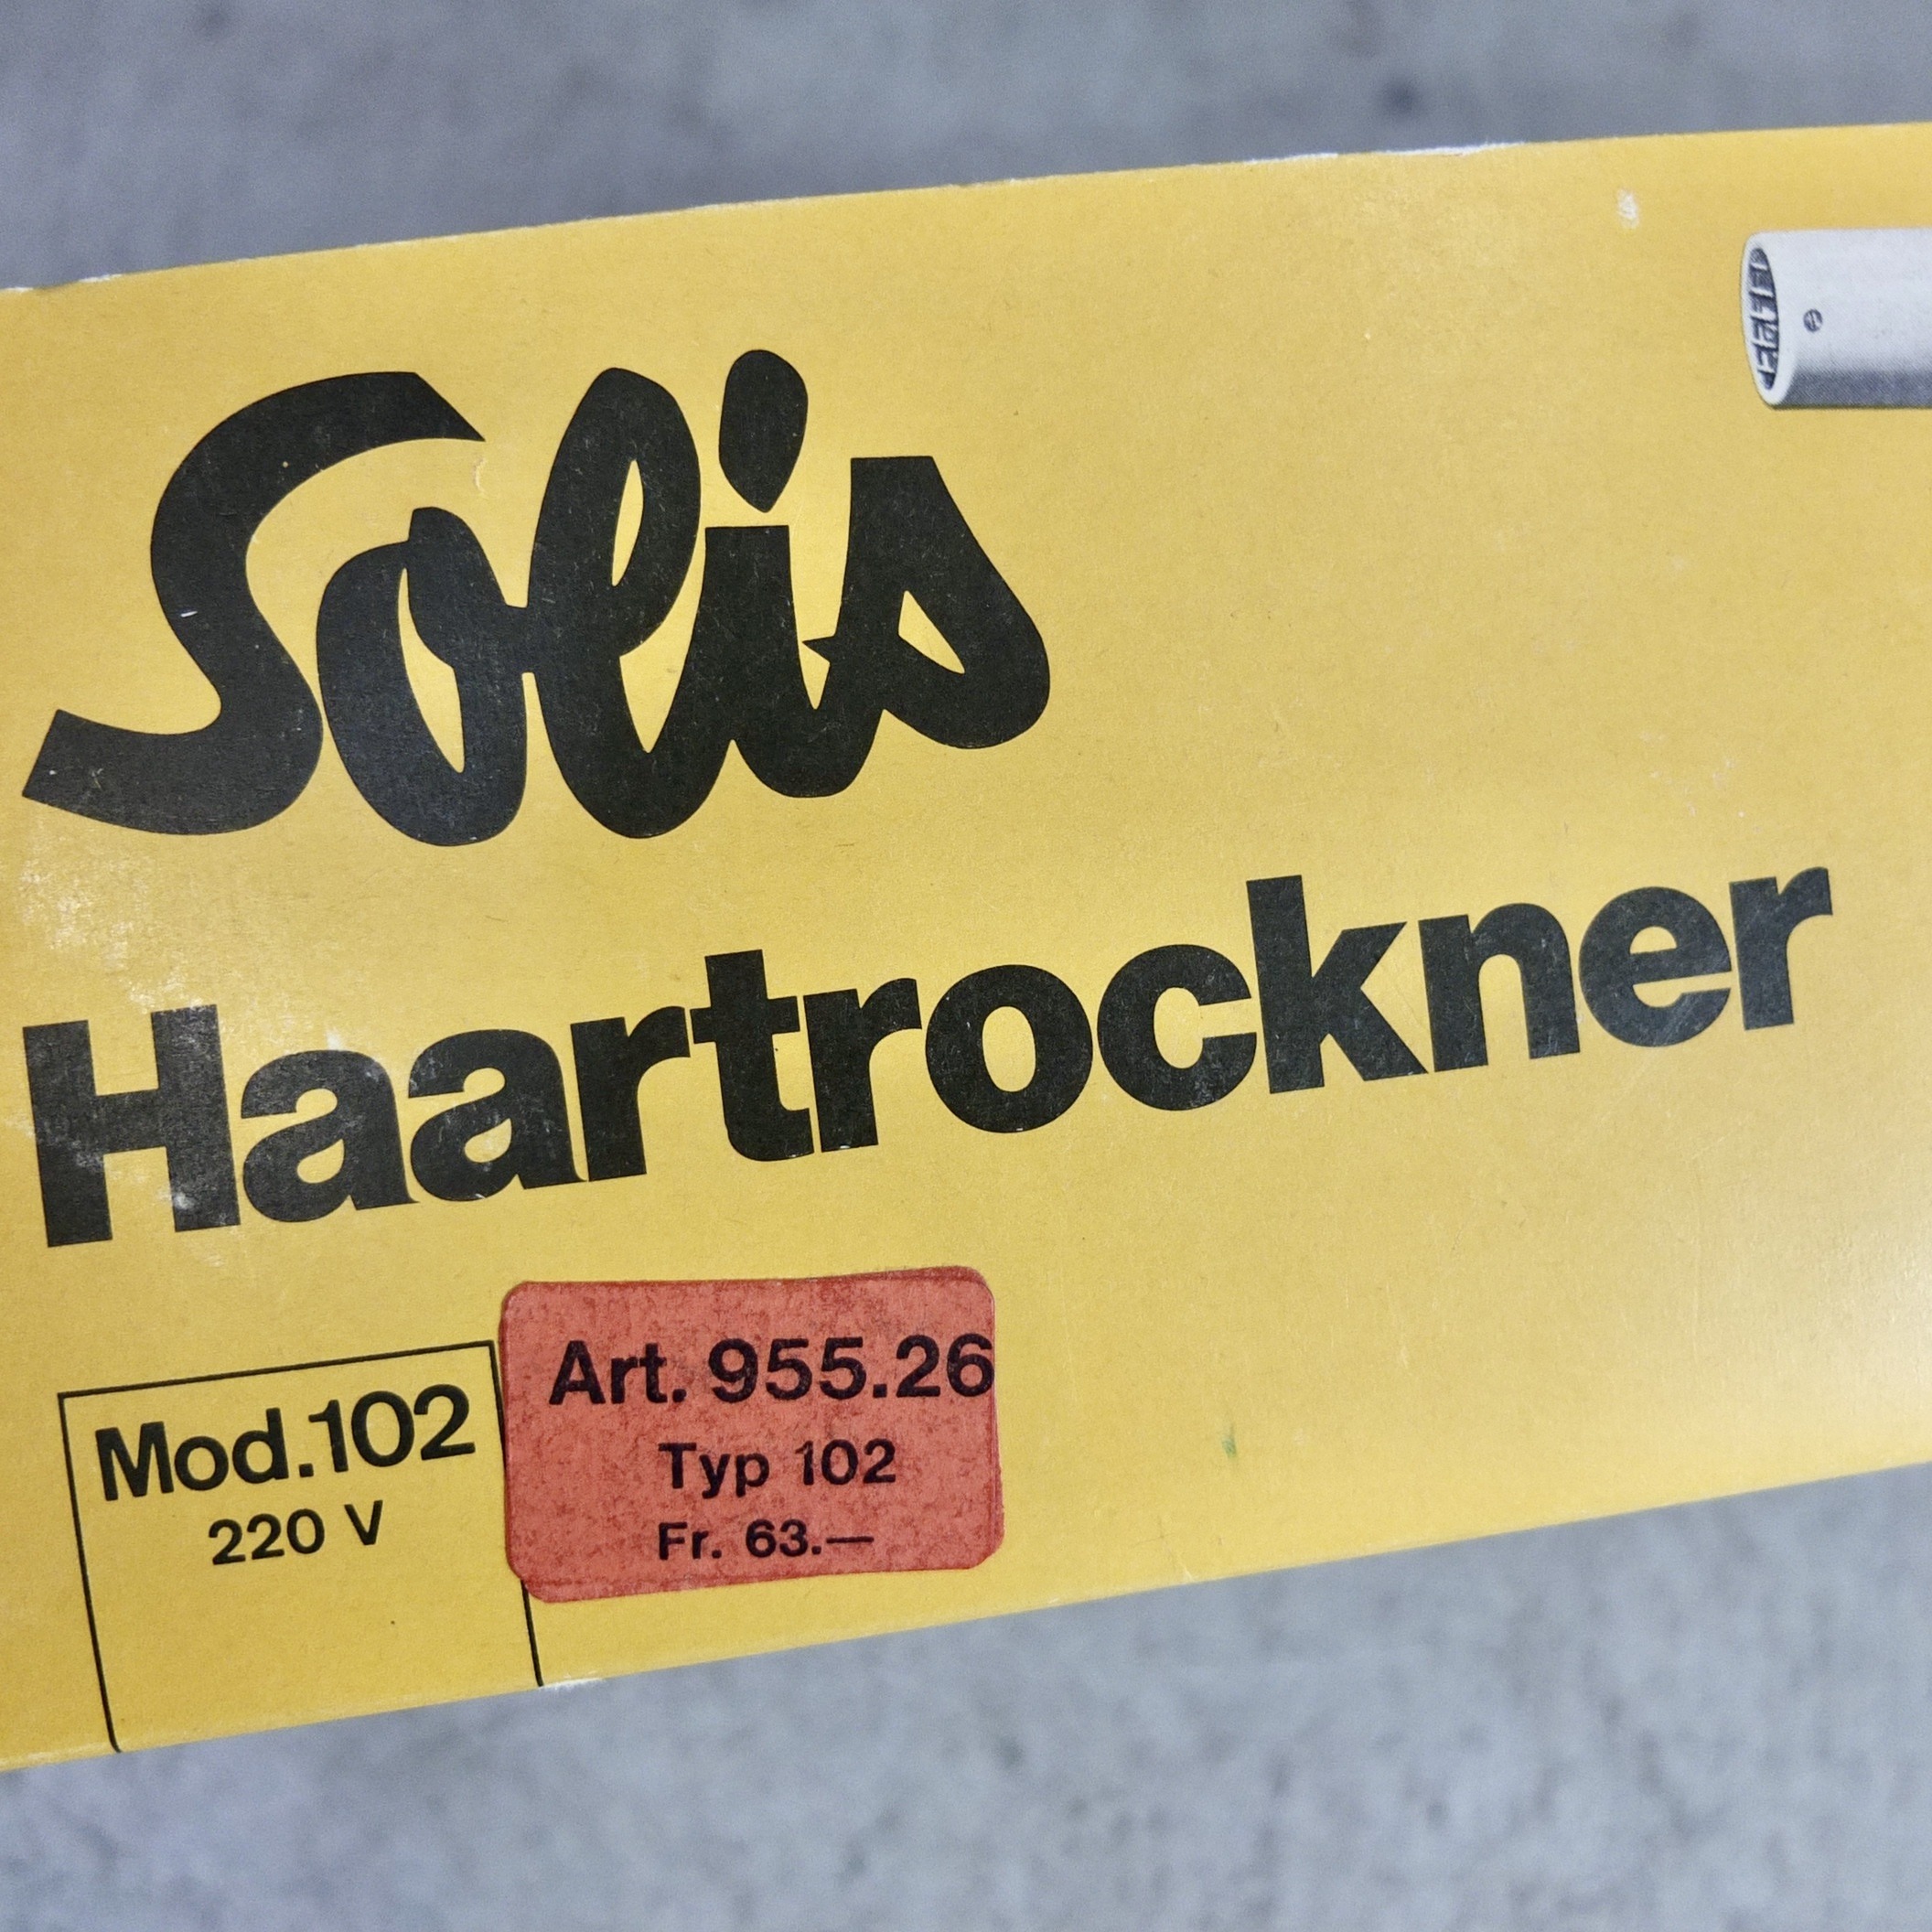 Solis
Haartrockner
Mod.102
220 V
Art. 955.26
Typ 102
Fr. 63.—